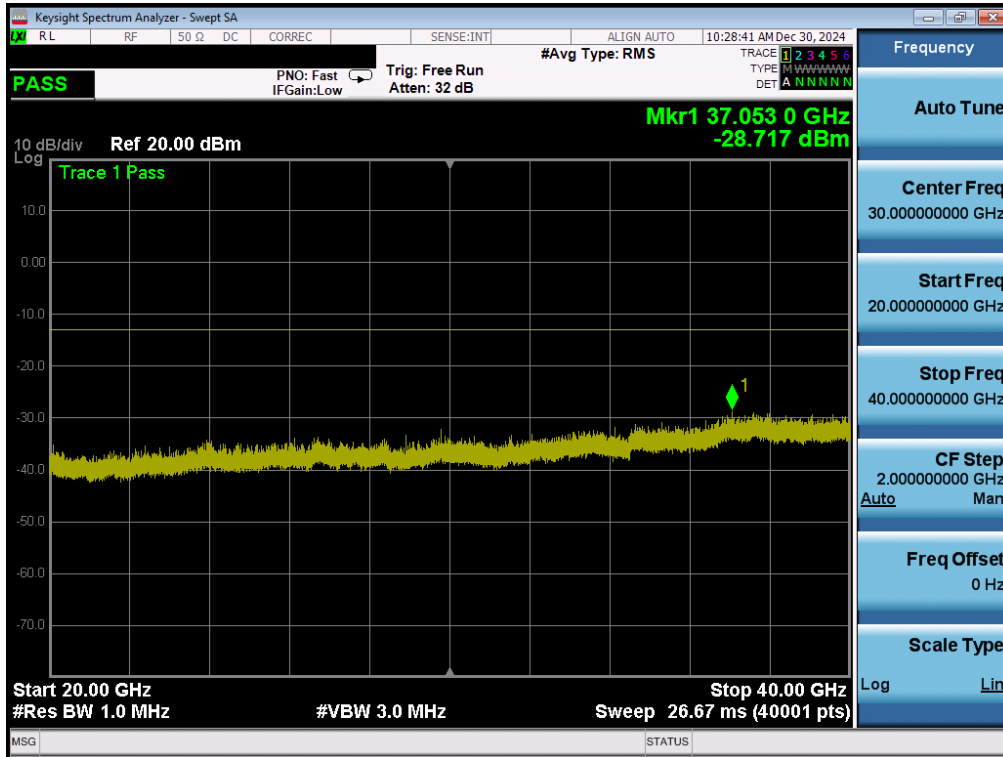 Keysight Spectrum Analyzer - Swept SA
LXI RL RF 50 Ω DC CORREC SENSE:INT ALIGN AUTO 10:28:41 AM Dec 30, 2024
Frequency
#Avg Type: RMS
TRACE 1 2 3 4 5 6
PASS
PNO: Fast
Trig: Free Run
TYPE M WWWWW
IFGain:Low
Atten: 32 dB
DET A N N N N N
Auto Tune
Mkr1 37.053 0 GHz
10 dB/div Ref 20.00 dBm
-28.717 dBm
Log
Trace 1 Pass
10.0
0.00
-10.0
-20.0
-30.0
-40.0
-50.0
-60.0
-70.0
1
Start 20.00 GHz
Stop 40.00 GHz
#Res BW 1.0 MHz
#VBW 3.0 MHz
Sweep 26.67 ms (40001 pts)
MSG
STATUS
Center Freq
30.000000000 GHz
Start Freq
20.000000000 GHz
Stop Freq
40.000000000 GHz
CF Step
2.000000000 GHz
Auto Man
Freq Offset
0 Hz
Scale Type
Log Lin